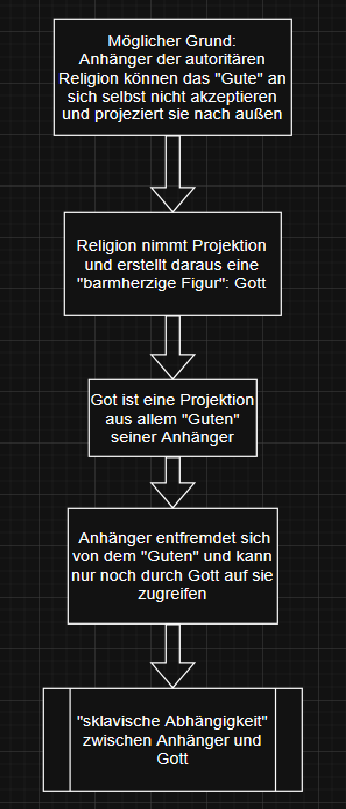 Möglicher Grund:
Anhänger der autoritären
Religion können das "Gute" an
sich selbst nicht akzeptieren
und projeziert sie nach außen
Religion nimmt Projektion
und erstellt daraus eine
"barmherzige Figur": Gott
Got ist eine Projektion
aus allem "Guten"
seiner Anhänger
Anhänger entfremdet sich
von dem "Guten" und kann
nur noch durch Gott auf sie
zugreifen
"sklavische Abhängigkeit"
zwischen Anhänger und
Gott